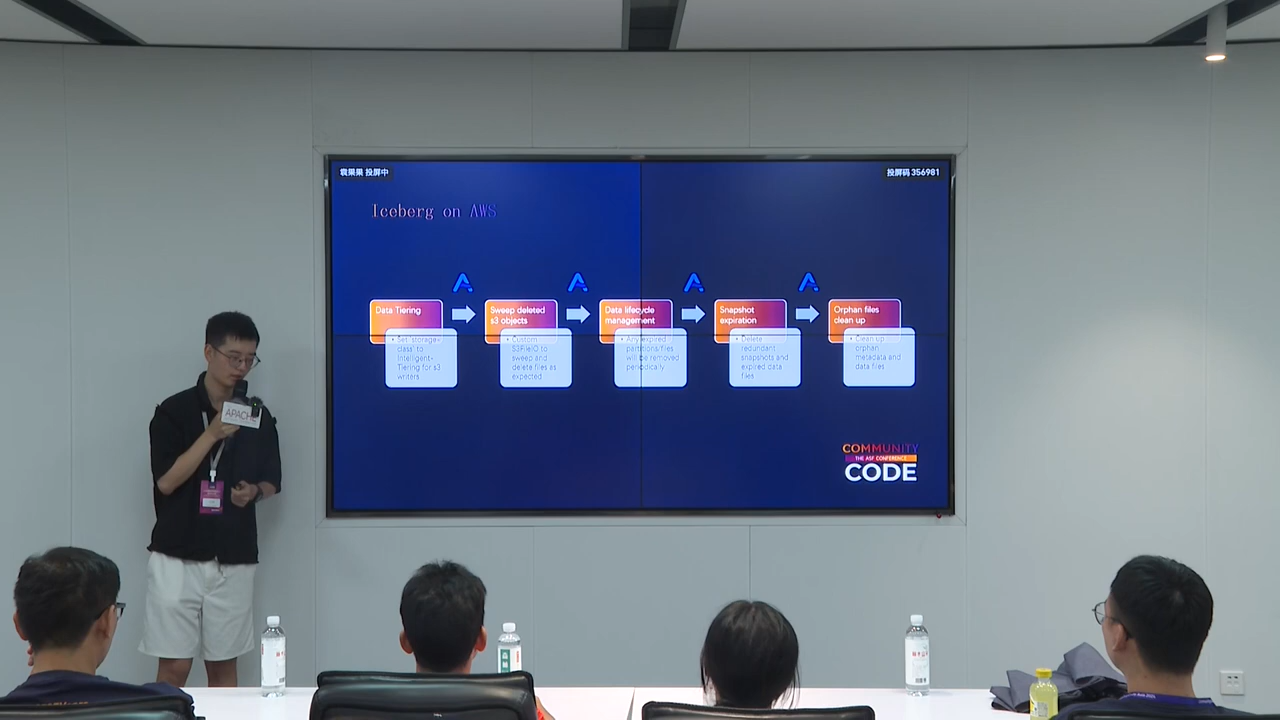 袁果果 投屏中
投屏码 356981
Iceberg on AWS
Data Tiering
• Set 'storage-
class' to
Intelligent-
Tiering for s3
writers
Sweep deleted
s3 objects
• Custom
S3FileIO to
sweep and
delete files as
expected
Data lifecycle
management
• Any expired
partitions/files
will be removed
periodically
Snapshot
expiration
• Delete
redundant
snapshots and
expired data
files
Orphan files
clean up
• Clean up
orphan
metadata and
data files
COMMUNITY
THE ASF CONFERENCE
CODE
APACHE